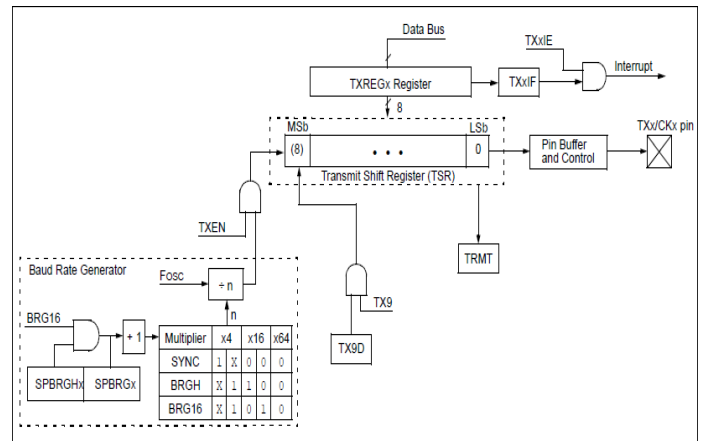 Data Bus
TXxIE
Interrupt
TXREGx Register
TXxIF
8
MSb
LSb
TXx/CKx pin
(8)
• • •
0
Pin Buffer
and Control
Transmit Shift Register (TSR)
TXEN
TRMT
Baud Rate Generator
Fosc
÷ n
TX9
n
BRG16
+ 1
Multiplier x4 x16 x64
TX9D
SYNC 1 X 0 0 0
SPBRGHx SPBRGx
BRGH X 1 1 0 0
BRG16 X 1 0 1 0